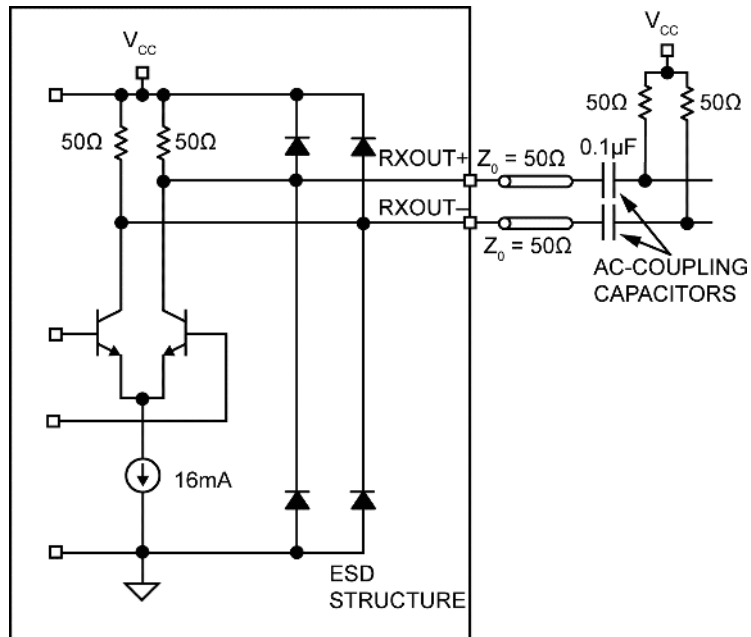 VCC
VCC
50Ω
50Ω
50Ω
50Ω
RXOUT+
Z0 = 50Ω
0.1µF
RXOUT–
Z0 = 50Ω
AC-COUPLING
CAPACITORS
16mA
ESD
STRUCTURE